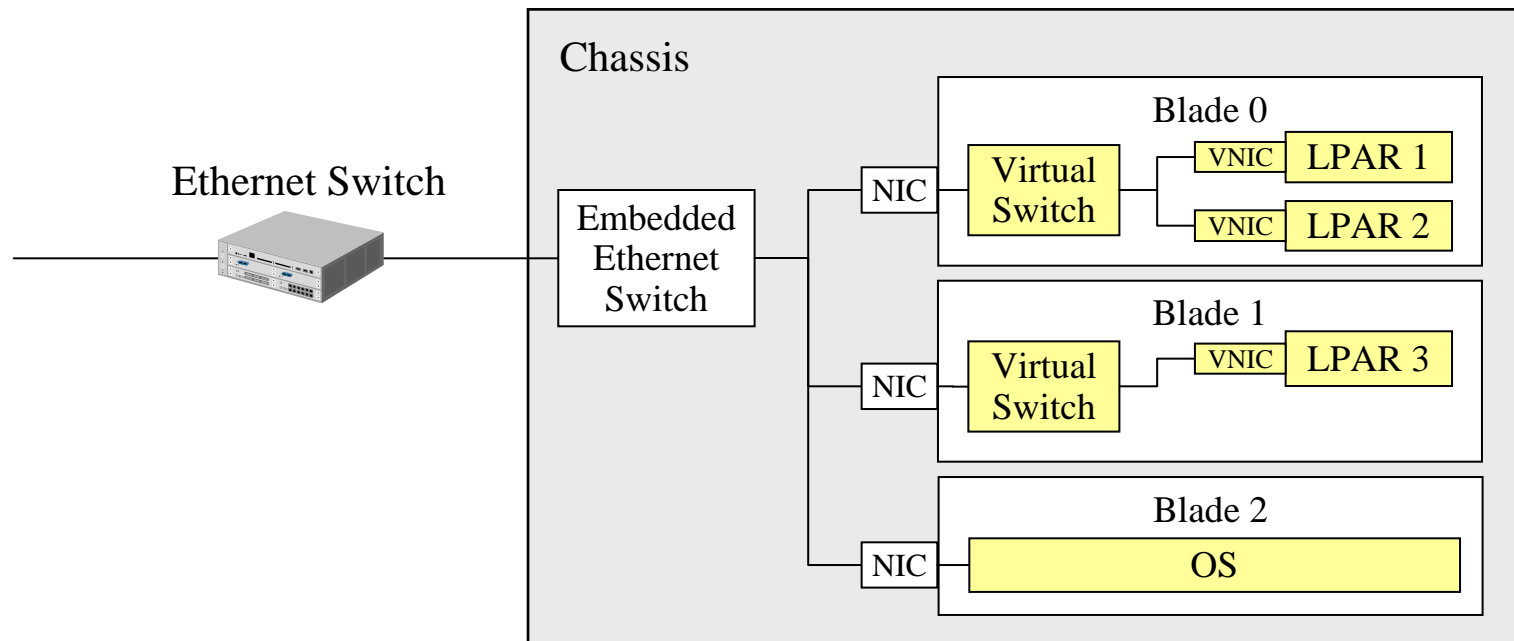 Chassis
Ethernet Switch
Embedded
Ethernet
Switch
Blade 0
NIC
Virtual
Switch
VNIC
LPAR 1
VNIC
LPAR 2
Blade 1
NIC
Virtual
Switch
VNIC
LPAR 3
Blade 2
NIC
OS